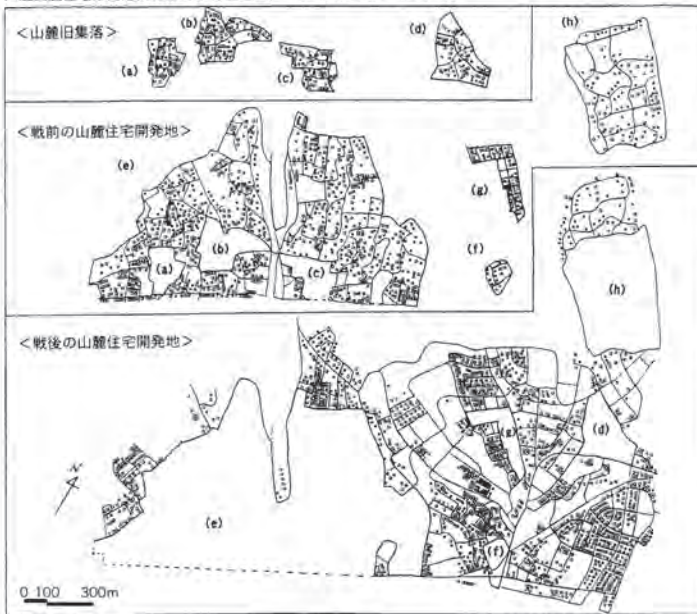 <山麓旧集落>
(a)
(b)
(c)
(d)
(h)
<戦前の山麓住宅開発地>
(e)
(a)
(b)
(c)
(g)
(f)
<戦後の山麓住宅開発地>
(h)
(d)
(g)
(e)
(f)
N
0 100 300m